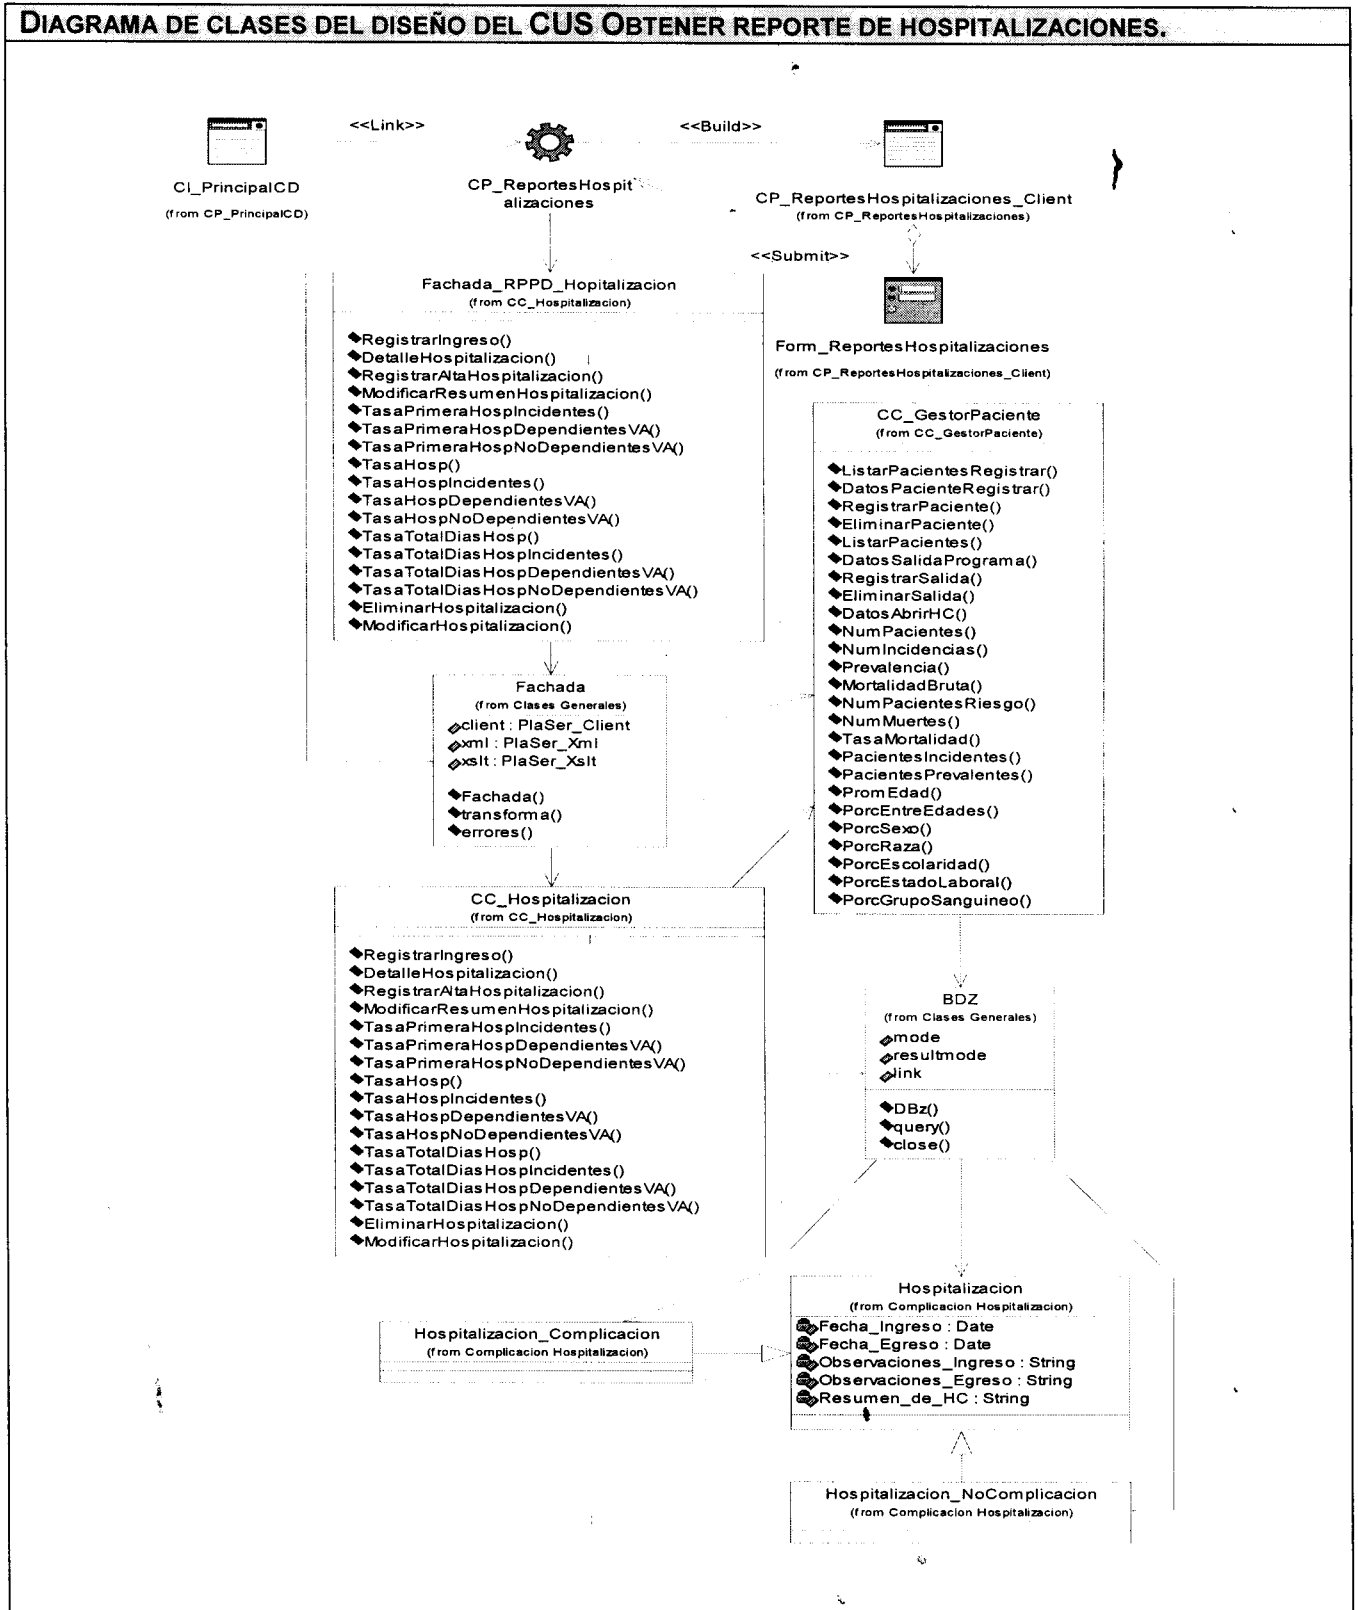 DIAGRAMA DE CLASES DEL DISEÑO DEL CUS OBTENER REPORTE DE HOSPITALIZACIONES.
<<Link>>
<<Build>>
CI_PrincipalCD
(from CP_PrincipalCD)
CP_ReportesHospit
alizaciones
CP_ReportesHospitalizaciones_Client
(from CP_ReportesHospitalizaciones)
<<Submit>>
Form_ReportesHospitalizaciones
(from CP_ReportesHospitalizaciones_Client)
Fachada_RPPD_Hopitalizacion
(from CC_Hospitalizacion)
RegistrarIngreso()
DetalleHospitalizacion()
RegistrarAltaHospitalizacion()
ModificarResumenHospitalizacion()
TasaPrimeraHospIncidentes()
TasaPrimeraHospDependientesVA()
TasaPrimeraHospNoDependientesVA()
TasaHosp()
TasaHospIncidentes()
TasaHospDependientesVA()
TasaHospNoDependientesVA()
TasaTotalDiasHosp()
TasaTotalDiasHospIncidentes()
TasaTotalDiasHospDependientesVA()
TasaTotalDiasHospNoDependientesVA()
EliminarHospitalizacion()
ModificarHospitalizacion()
CC_GestorPaciente
(from CC_GestorPaciente)
ListarPacientesRegistrar()
DatosPacienteRegistrar()
RegistrarPaciente()
EliminarPaciente()
ListarPacientes()
DatosSalidaPrograma()
RegistrarSalida()
EliminarSalida()
DatosAbrirHC()
NumPacientes()
NumIncidencias()
Prevalencia()
MortalidadBruta()
NumPacientesRiesgo()
NumMuertes()
TasaMortalidad()
PacientesIncidentes()
PacientesPrevalentes()
PromEdad()
PorcEntreEdades()
PorcSexo()
PorcRaza()
PorcEscolaridad()
PorcEstadoLaboral()
PorcGrupoSanguineo()
Fachada
(from Clases Generales)
client : PlaSer_Client
xml : PlaSer_Xml
xslt : PlaSer_Xslt
Fachada()
transforma()
errores()
CC_Hospitalizacion
(from CC_Hospitalizacion)
RegistrarIngreso()
DetalleHospitalizacion()
RegistrarAltaHospitalizacion()
ModificarResumenHospitalizacion()
TasaPrimeraHospIncidentes()
TasaPrimeraHospDependientesVA()
TasaPrimeraHospNoDependientesVA()
TasaHosp()
TasaHospIncidentes()
TasaHospDependientesVA()
TasaHospNoDependientesVA()
TasaTotalDiasHosp()
TasaTotalDiasHospIncidentes()
TasaTotalDiasHospDependientesVA()
TasaTotalDiasHospNoDependientesVA()
EliminarHospitalizacion()
ModificarHospitalizacion()
BDZ
(from Clases Generales)
mode
resultmode
link
DBz()
query()
close()
Hospitalizacion_Complicacion
(from Complicacion Hospitalizacion)
Hospitalizacion
(from Complicacion Hospitalizacion)
Fecha_Ingreso : Date
Fecha_Egreso : Date
Observaciones_Ingreso : String
Observaciones_Egreso : String
Resumen_de_HC : String
Hospitalizacion_NoComplicacion
(from Complicacion Hospitalizacion)